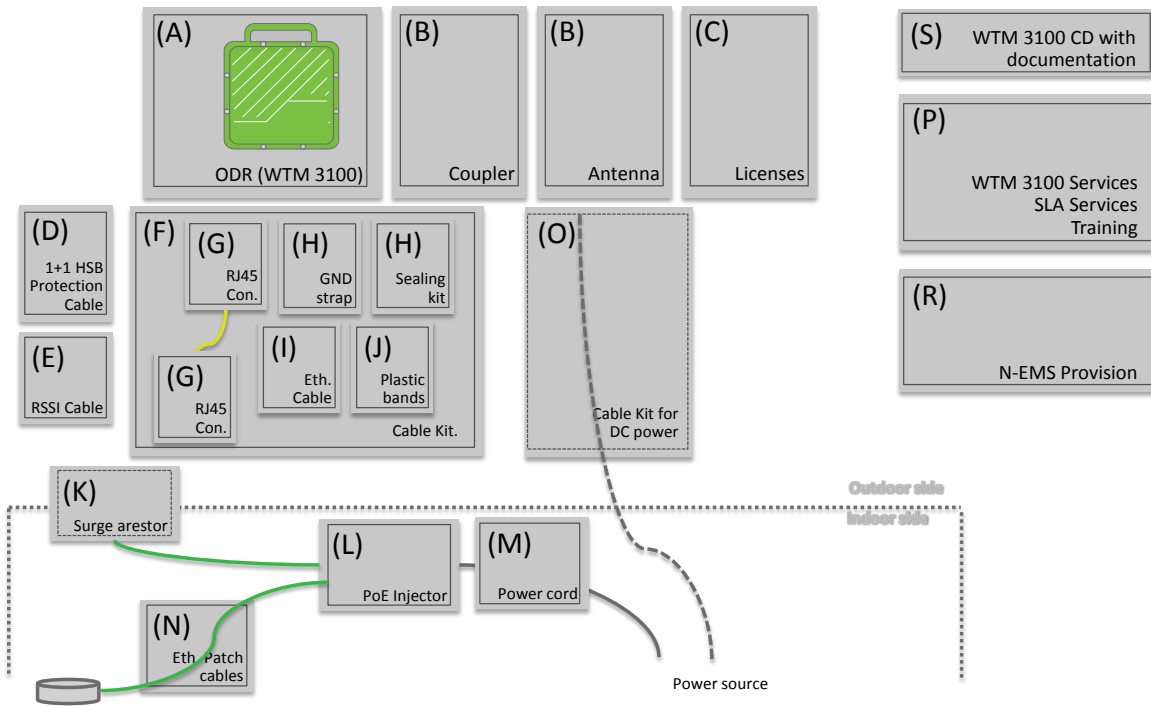 (A)
ODR (WTM 3100)
(B)
Coupler
(B)
Antenna
(C)
Licenses
(S)
WTM 3100 CD with
documentation
(P)
WTM 3100 Services
SLA Services
Training
(R)
N-EMS Provision
(D)
1+1 HSB
Protection
Cable
(E)
RSSI Cable
(F)
(G)
RJ45
Con.
(H)
GND
strap
(H)
Sealing
kit
(G)
RJ45
Con.
(I)
Eth.
Cable
(J)
Plastic
bands
Cable Kit.
(O)
Cable Kit for
DC power
Outdoor side
Indoor side
(K)
Surge arestor
(L)
PoE Injector
(M)
Power cord
(N)
Eth. Patch
cables
Power source